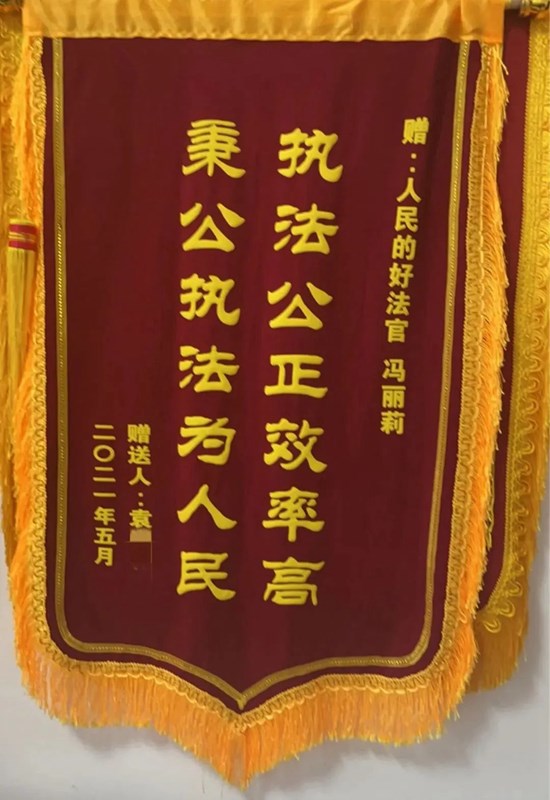 赠：人民的好法官 冯丽莉
执法公正效率高
秉公执法为人民
赠送人：袁
二〇二一年五月